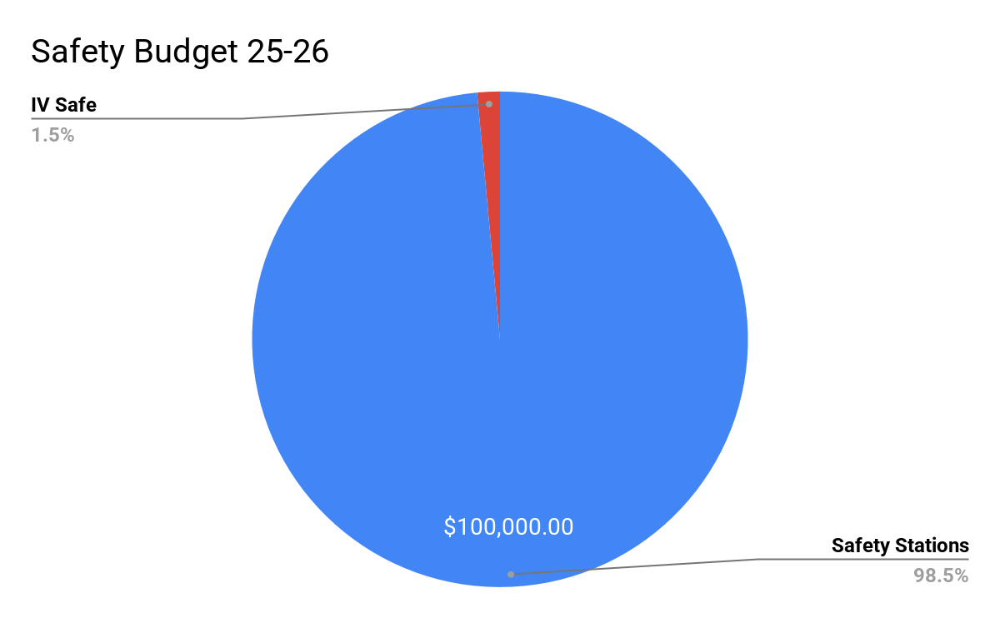 Safety Budget 25-26
IV Safe
1.5%
$100,000.00
Safety Stations
98.5%